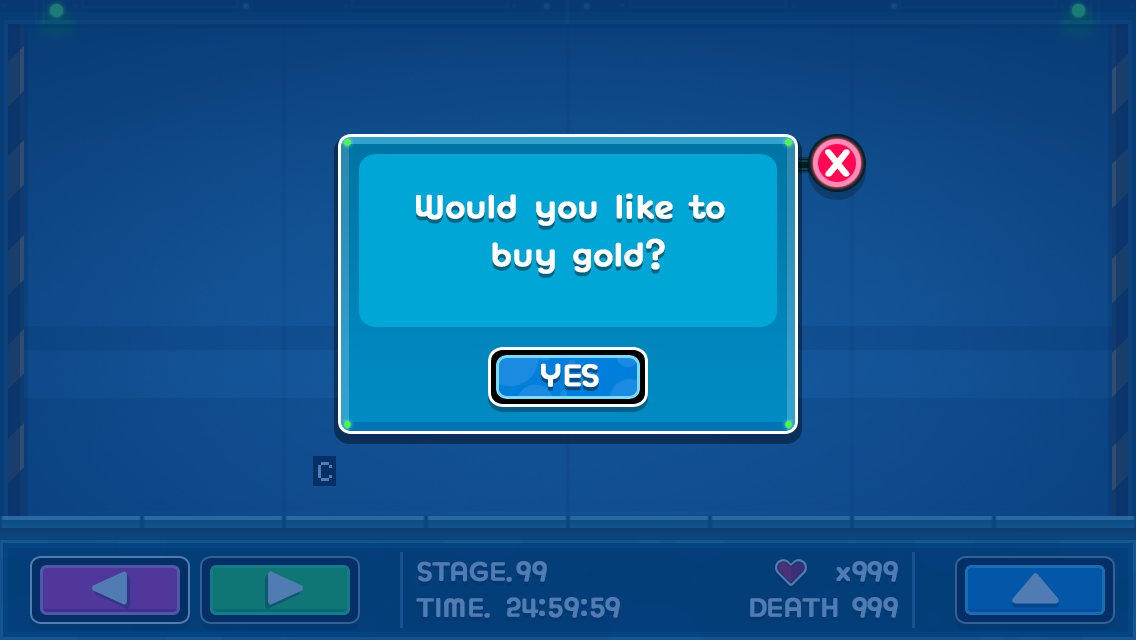 Would you like to
buy gold?
X
YES
C
STAGE.99
x999
TIME. 24:59:59
DEATH 999